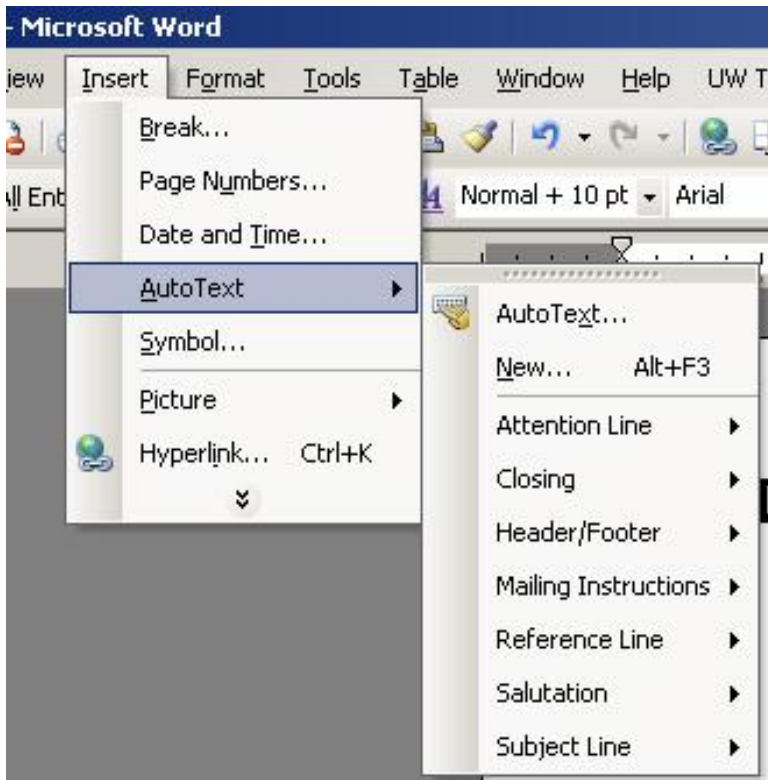 - Microsoft Word
iew Insert Format Tools Table Window Help UW T
All Ent Normal + 10 pt Arial
Break...
Page Numbers...
Date and Time...
AutoText
Symbol...
Picture
Hyperlink... Ctrl+K
AutoText...
New... Alt+F3
Attention Line
Closing
Header/Footer
Mailing Instructions
Reference Line
Salutation
Subject Line